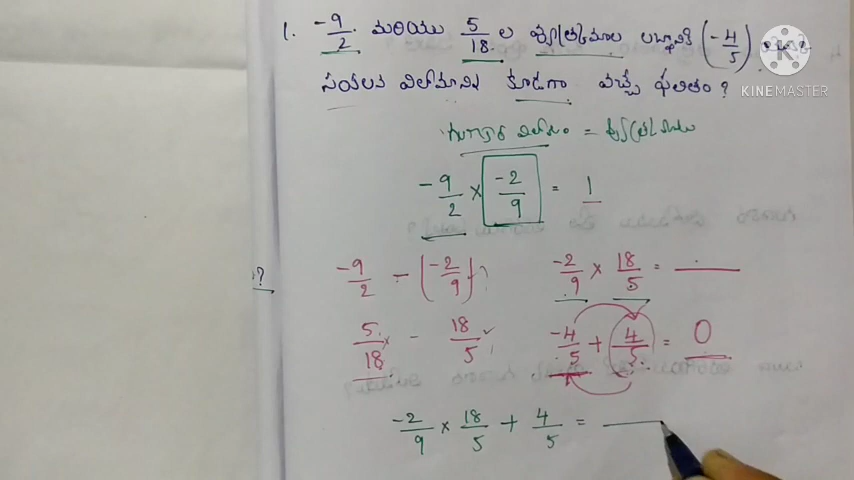 1. -9/2 మరియు 5/18 ల వ్యుత్క్రమాల లబ్దానికి (-4/5) యొక్క
సంకలన విలోమానిని కూడగా వచ్చే ఫలితం?
గుణకార విలోమం = వ్యుత్క్రమము
-9/2 × -2/9 = 1
-9/2 - (-2/9) ? -2/9 × 18/5 =
5/18 - 18/5 -4/5 + 4/5 = 0
-2/9 × 18/5 + 4/5 =
KINEMASTER